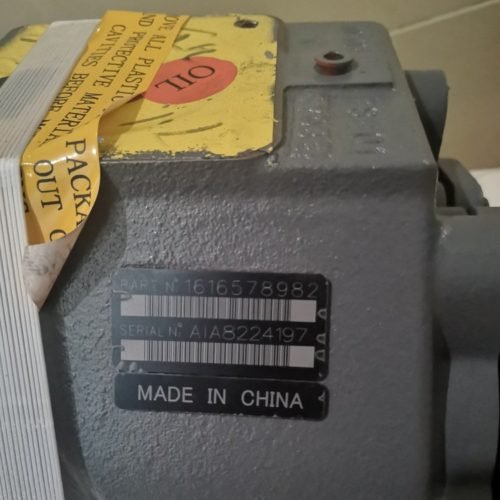 OVE ALL PLASTIC
AND PROTECTIVE MATERIA
CAVITIES BEFORE
PACKA
OUT O
OIL
PART Nº 1616578982
SERIAL Nº AIA8224197
MADE IN CHINA